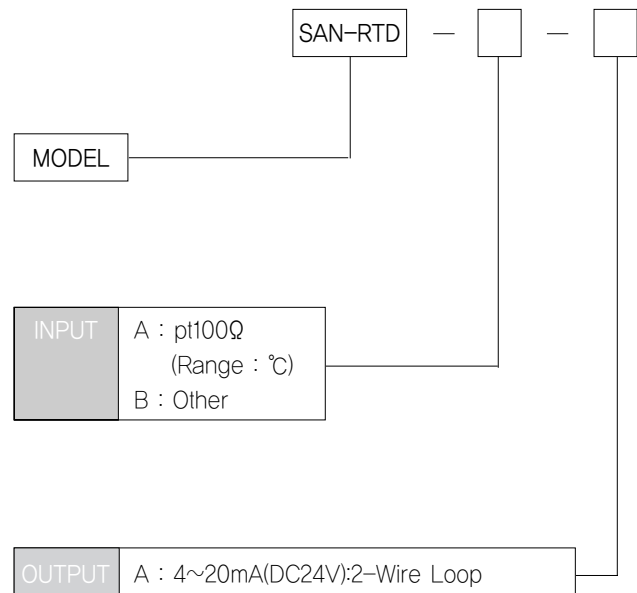 SAN-RTD – –
MODEL
INPUT A : pt100Ω
(Range : ℃)
B : Other
OUTPUT A : 4~20mA(DC24V):2-Wire Loop